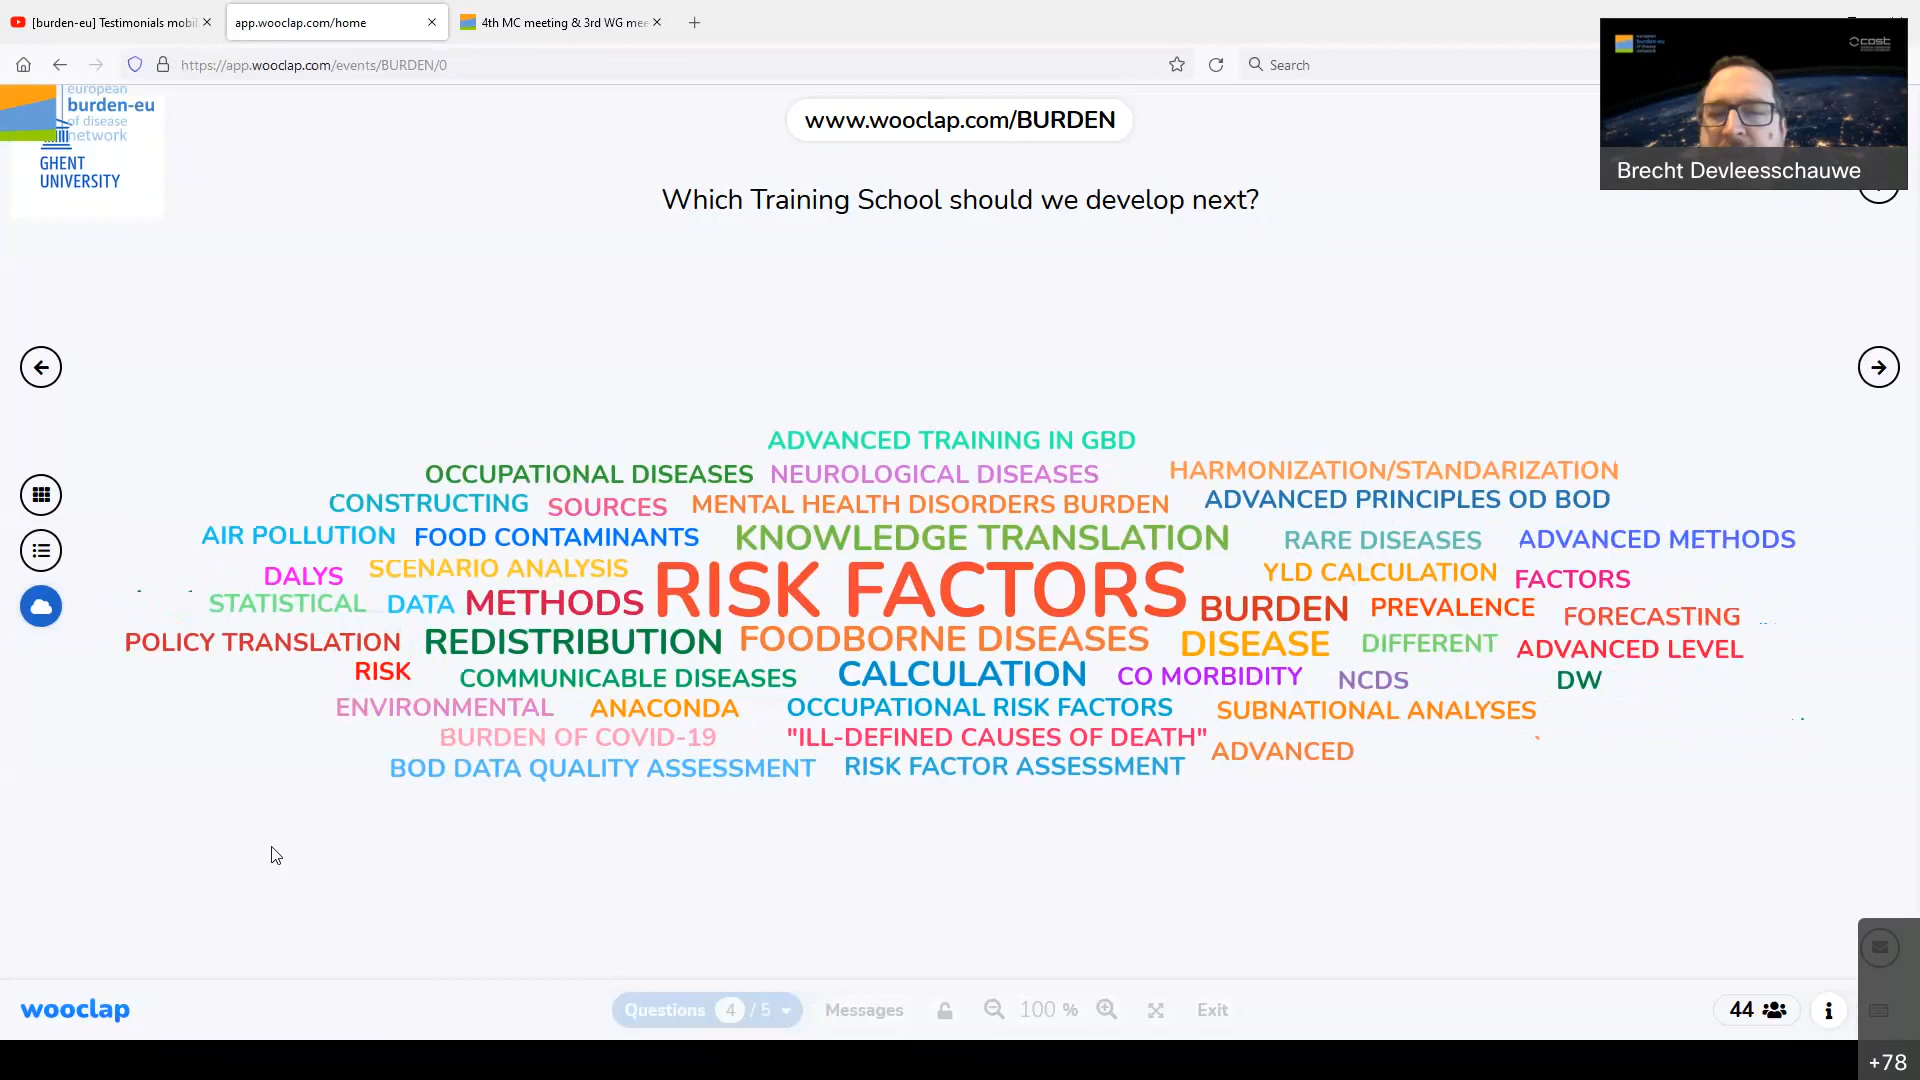 [burden-eu] Testimonials mobil
app.wooclap.com/home
4th MC meeting & 3rd WG mee
https://app.wooclap.com/events/BURDEN/0
Search
european
burden-eu
of disease
network
GHENT
UNIVERSITY
www.wooclap.com/BURDEN
cost
Brecht Devleesschauwe
Which Training School should we develop next?
ADVANCED TRAINING IN GBD
OCCUPATIONAL DISEASES NEUROLOGICAL DISEASES HARMONIZATION/STANDARIZATION
CONSTRUCTING SOURCES MENTAL HEALTH DISORDERS BURDEN ADVANCED PRINCIPLES OD BOD
AIR POLLUTION FOOD CONTAMINANTS KNOWLEDGE TRANSLATION RARE DISEASES ADVANCED METHODS
DALYS SCENARIO ANALYSIS RISK FACTORS YLD CALCULATION FACTORS
STATISTICAL DATA METHODS BURDEN PREVALENCE FORECASTING
POLICY TRANSLATION REDISTRIBUTION FOODBORNE DISEASES DISEASE DIFFERENT ADVANCED LEVEL
RISK COMMUNICABLE DISEASES CALCULATION CO MORBIDITY NCDS DW
ENVIRONMENTAL ANACONDA OCCUPATIONAL RISK FACTORS SUBNATIONAL ANALYSES
BURDEN OF COVID-19 "ILL-DEFINED CAUSES OF DEATH" ADVANCED
BOD DATA QUALITY ASSESSMENT RISK FACTOR ASSESSMENT
wooclap
Questions 4 / 5
Messages
100 %
Exit
44
+78